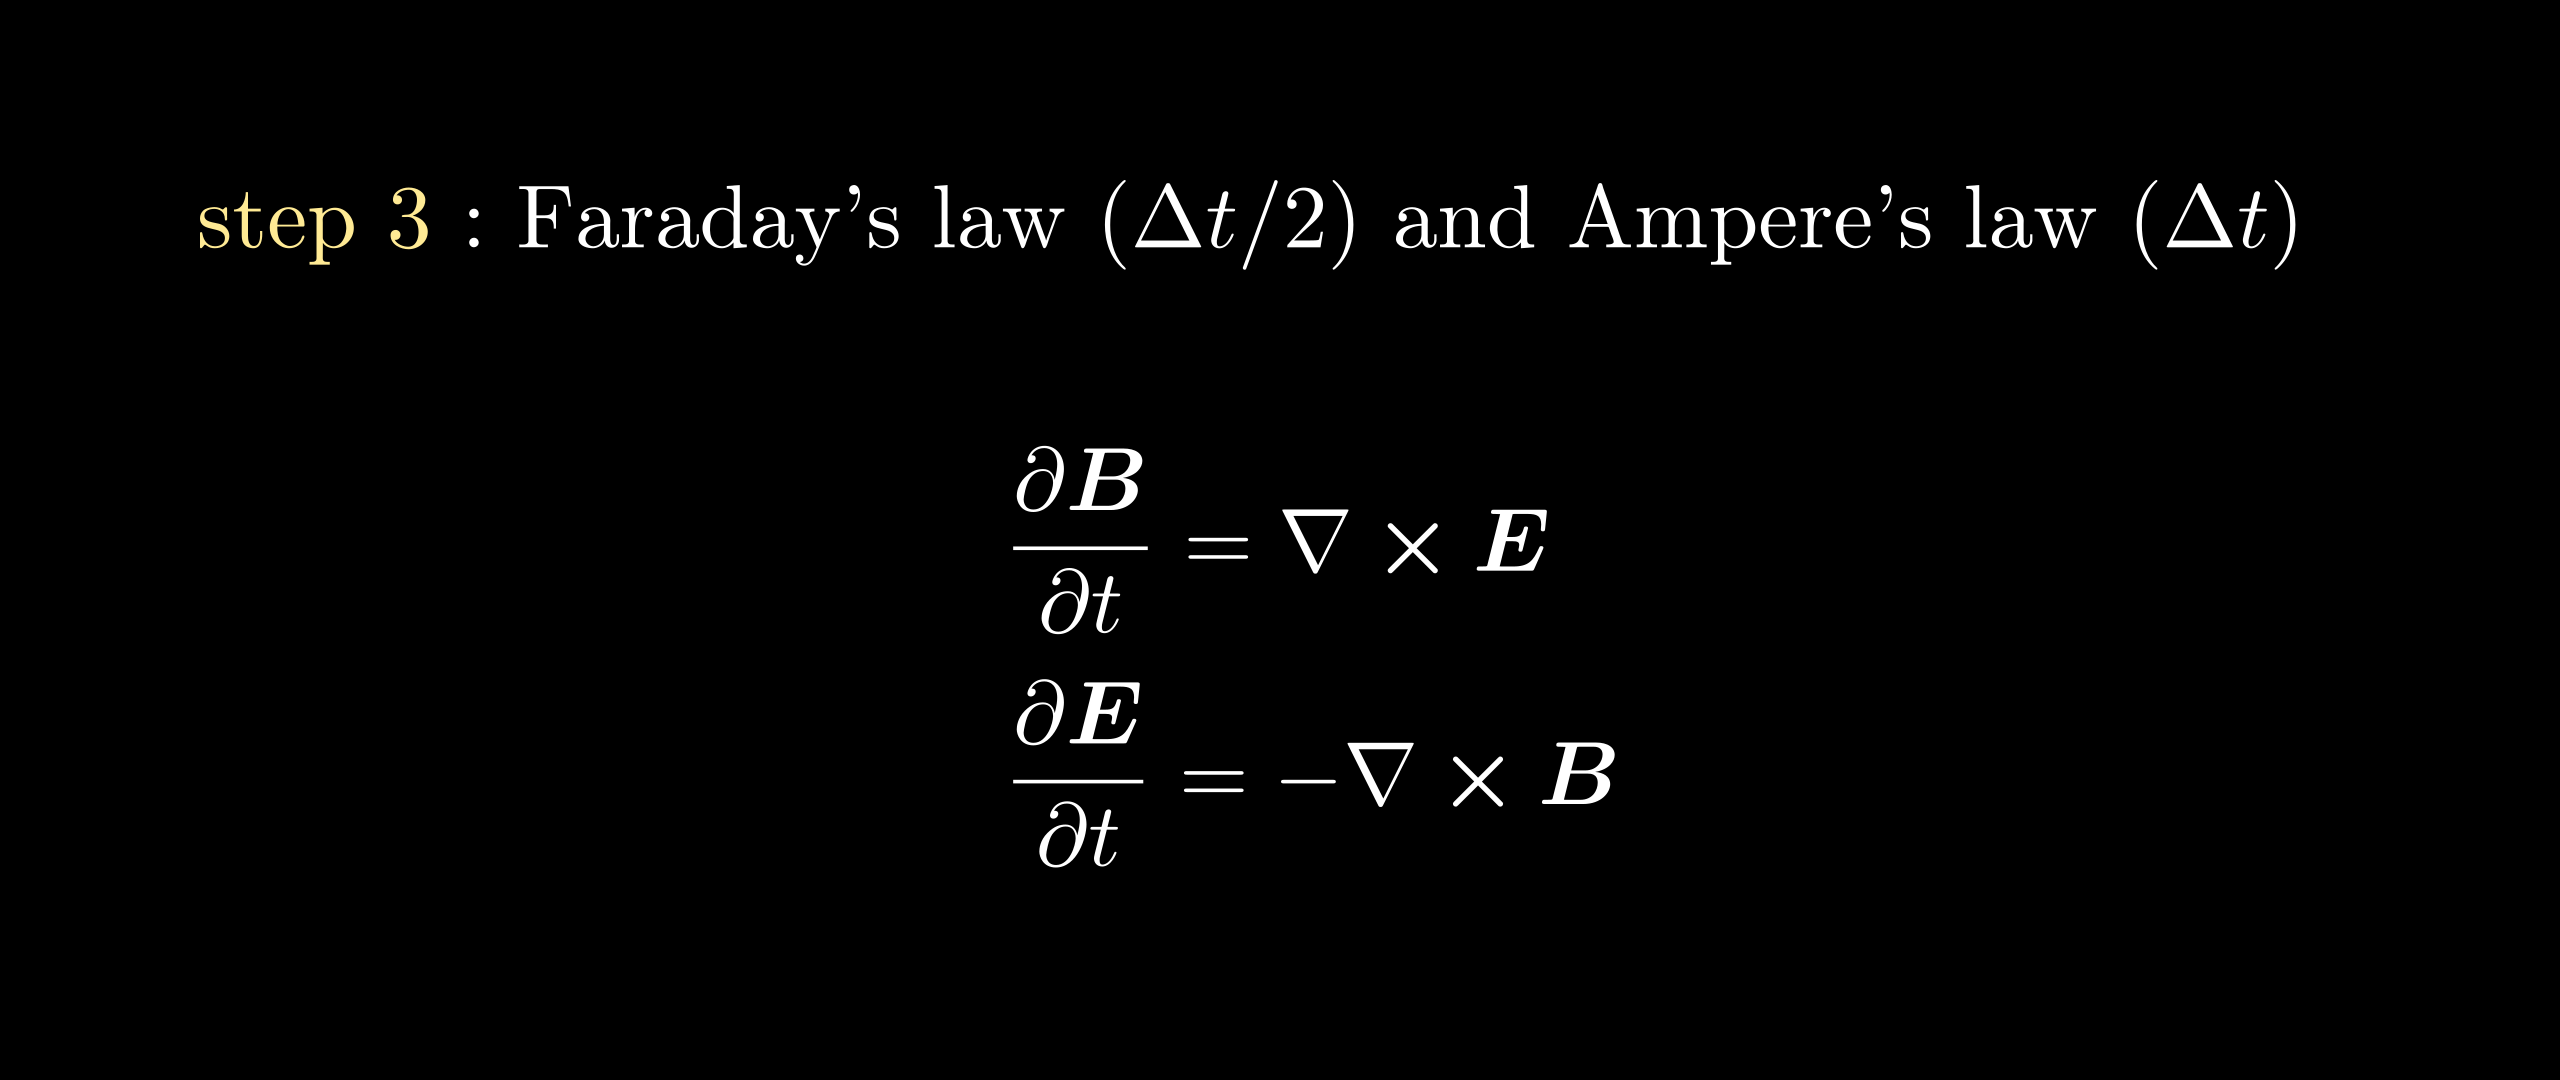 step 3 : Faraday's law (Δt/2) and Ampere's law (Δt)
∂B/∂t = ∇ × E
∂E/∂t = −∇ × B